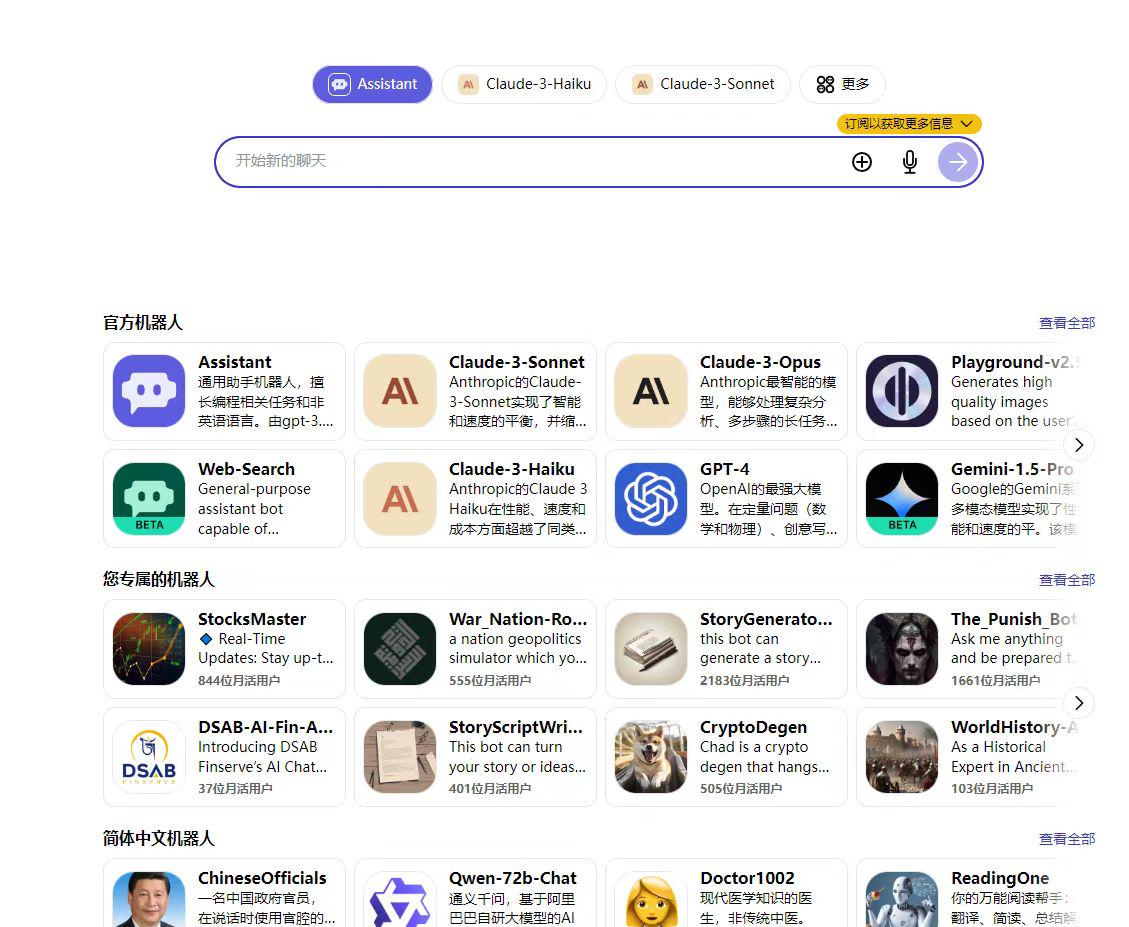 Assistant
Claude-3-Haiku
Claude-3-Sonnet
更多
订阅以获取更多信息
开始新的聊天
官方机器人
查看全部
Assistant
通用助手机器人，擅
长编程相关任务和非
英语语言。由gpt-3....
Claude-3-Sonnet
Anthropic的Claude-
3-Sonnet实现了智能
和速度的平衡，并缩...
Claude-3-Opus
Anthropic最智能的模
型，能够处理复杂分
析、多步骤的长任务...
Playground-v2.5
Generates high
quality images
based on the user
Web-Search
General-purpose
assistant bot
capable of...
BETA
Claude-3-Haiku
Anthropic的Claude 3
Haiku在性能、速度和
成本方面超越了同类...
GPT-4
OpenAI的最强大模
型。在定量问题（数
学和物理）、创意写...
Gemini-1.5-Pro
Google的Gemini系
多模态模型实现了性
能和速度的平。该模
BETA
您专属的机器人
查看全部
StocksMaster
🔷 Real-Time
Updates: Stay up-t...
844位月活用户
War_Nation-Ro...
a nation geopolitics
simulator which yo...
555位月活用户
StoryGenerato...
this bot can
generate a story...
2183位月活用户
The_Punish_Bot
Ask me anything
and be prepared t...
1661位月活用户
DSAB
FINSERVE
DSAB-AI-Fin-A...
Introducing DSAB
Finserve’s AI Chat...
37位月活用户
StoryScriptWri...
This bot can turn
your story or ideas...
401位月活用户
CryptoDegen
Chad is a crypto
degen that hangs...
505位月活用户
WorldHistory-A
As a Historical
Expert in Ancient...
103位月活用户
简体中文机器人
查看全部
ChineseOfficials
一名中国政府官员，
在说话时使用官腔的...
Qwen-72b-Chat
通义千问，基于阿里
巴巴自研大模型的AI
Doctor1002
现代医学知识的医
生，非传统中医。
ReadingOne
你的万能阅读帮手：
翻译、简读、总结解